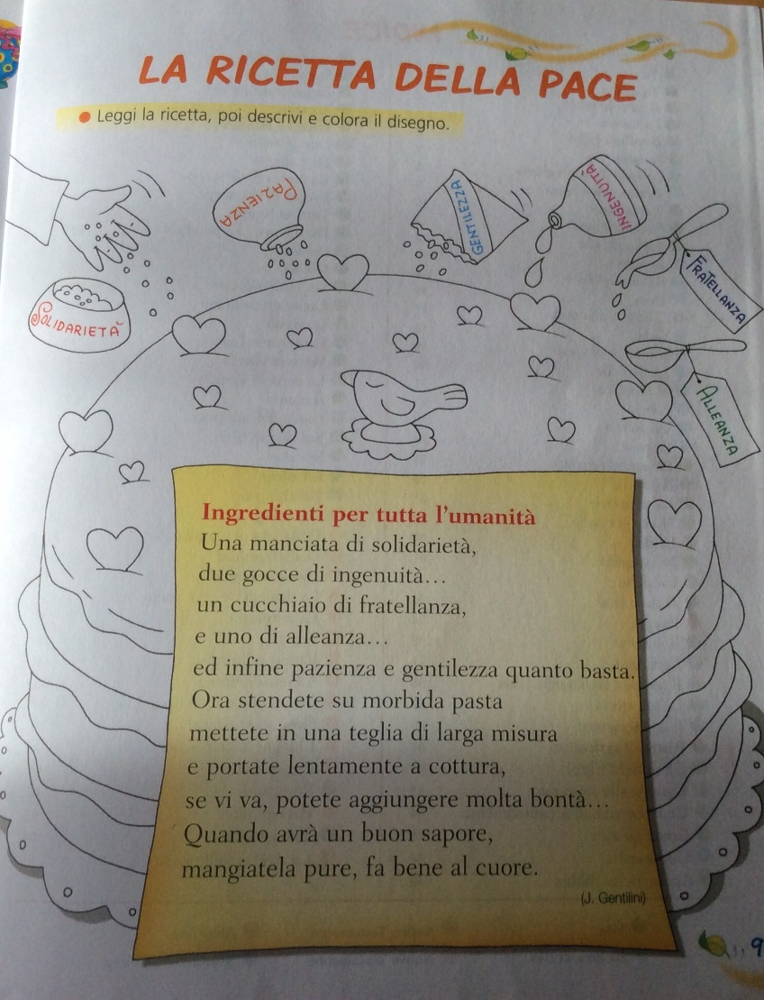 LA RICETTA DELLA PACE
Leggi la ricetta, poi descrivi e colora il disegno.
SOLIDARIETÀ
PAZIENZA
GENTILEZZA
INGENUITÀ
FRATELLANZA
ALLEANZA
Ingredienti per tutta l'umanità
Una manciata di solidarietà,
due gocce di ingenuità...
un cucchiaio di fratellanza,
e uno di alleanza...
ed infine pazienza e gentilezza quanto basta.
Ora stendete su morbida pasta
mettete in una teglia di larga misura
e portate lentamente a cottura,
se vi va, potete aggiungere molta bontà...
Quando avrà un buon sapore,
mangiatela pure, fa bene al cuore.
(J. Gentilini)